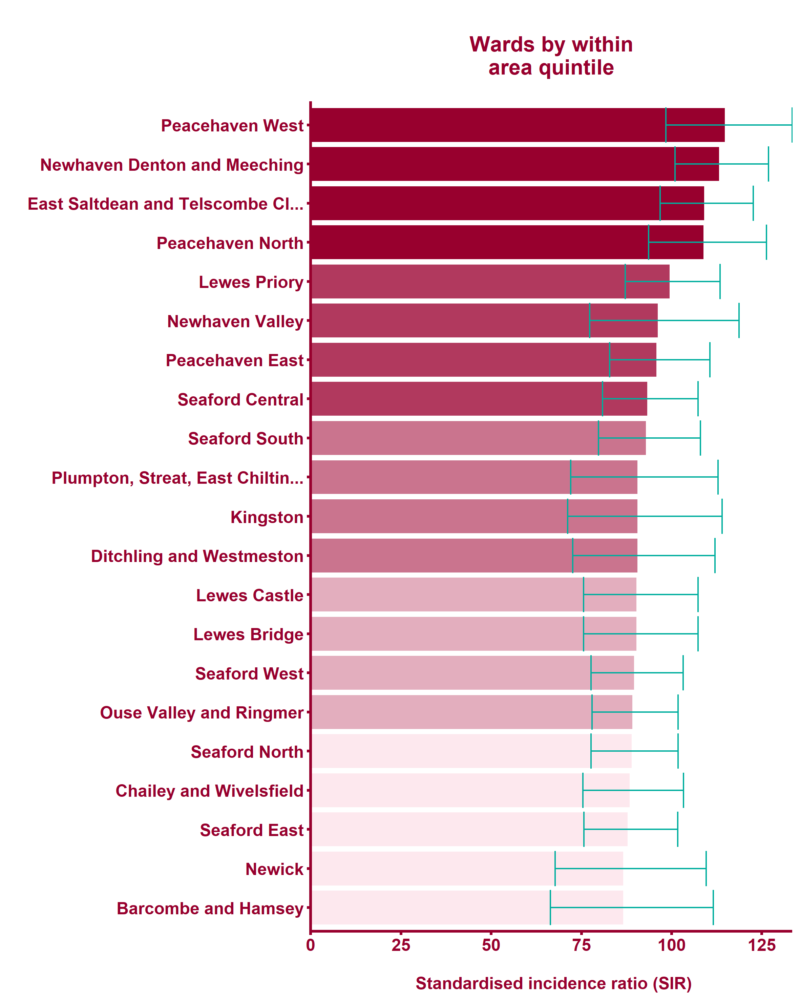 Wards by within
area quintile
Peacehaven West
Newhaven Denton and Meeching
East Saltdean and Telscombe Cl...
Peacehaven North
Lewes Priory
Newhaven Valley
Peacehaven East
Seaford Central
Seaford South
Plumpton, Streat, East Chiltin...
Kingston
Ditchling and Westmeston
Lewes Castle
Lewes Bridge
Seaford West
Ouse Valley and Ringmer
Seaford North
Chailey and Wivelsfield
Seaford East
Newick
Barcombe and Hamsey
0 25 50 75 100 125
Standardised incidence ratio (SIR)